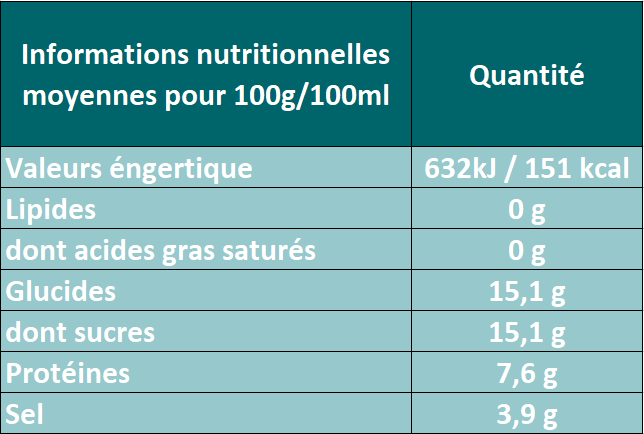 Informations nutritionnelles
moyennes pour 100g/100ml
Quantité
Valeurs éngertique 632kJ / 151 kcal
Lipides 0 g
dont acides gras saturés 0 g
Glucides 15,1 g
dont sucres 15,1 g
Protéines 7,6 g
Sel 3,9 g